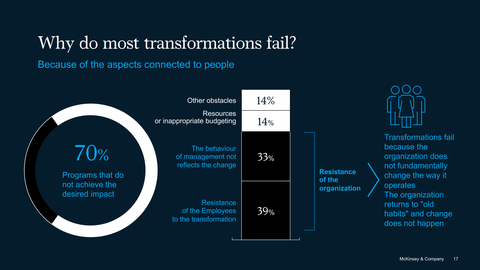 Why do most transformations fail?
Because of the aspects connected to people
70%
Programs that do
not achieve the
desired impact
Other obstacles
14%
Resources
or inappropriate budgeting
14%
The behaviour
of management not
reflects the change
33%
Resistance
of the Employees
to the transformation
39%
Resistance
of the
organization
Transformations fail
because the
organization does
not fundamentally
change the way it
operates
The organization
returns to "old
habits" and change
does not happen
McKinsey & Company
17